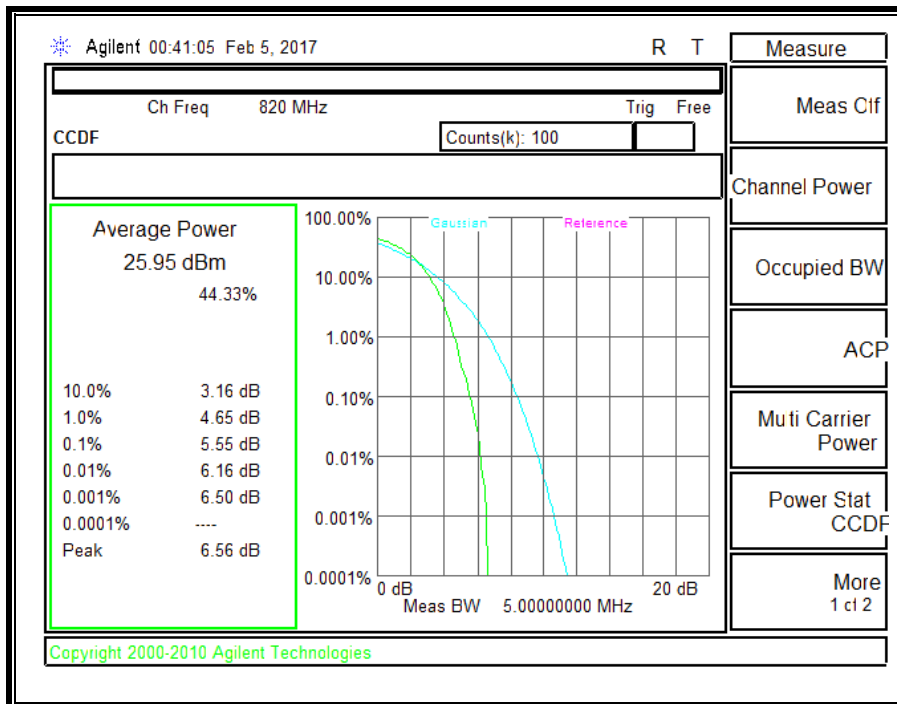 Agilent 00:41:05 Feb 5, 2017 R T
Ch Freq 820 MHz Trig Free
CCDF Counts(k): 100
Average Power
25.95 dBm
44.33%
10.0% 3.16 dB
1.0% 4.65 dB
0.1% 5.55 dB
0.01% 6.16 dB
0.001% 6.50 dB
0.0001% ----
Peak 6.56 dB
Gaussian Reference
100.00%
10.00%
1.00%
0.10%
0.01%
0.001%
0.0001%
0 dB 20 dB
Meas BW 5.00000000 MHz
Measure
Meas Off
Channel Power
Occupied BW
ACP
Multi Carrier
Power
Power Stat
CCDF
More
1 of 2
Copyright 2000-2010 Agilent Technologies